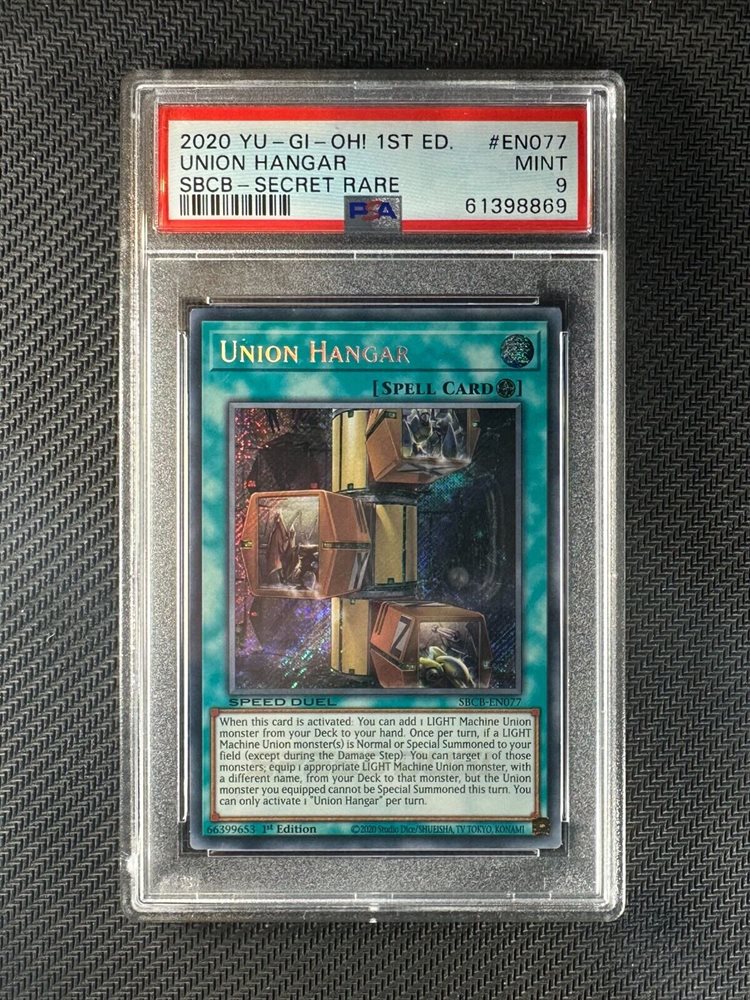 2020 YU-GI-OH! 1ST ED. #EN077
UNION HANGAR MINT
SBCB-SECRET RARE 9
PSA 61398869
UNION HANGAR
[SPELL CARD]
SPEED DUEL SBCB-EN077
When this card is activated: You can add 1 LIGHT Machine Union
monster from your Deck to your hand. Once per turn, if a LIGHT
Machine Union monster(s) is Normal or Special Summoned to your
field (except during the Damage Step): You can target 1 of those
monsters; equip 1 appropriate LIGHT Machine Union monster, with
a different name, from your Deck to that monster, but the Union
monster you equipped cannot be Special Summoned this turn. You
can only activate 1 "Union Hangar" per turn.
66399653 1st Edition ©2020 Studio Dice/SHUEISHA, TV TOKYO, KONAMI